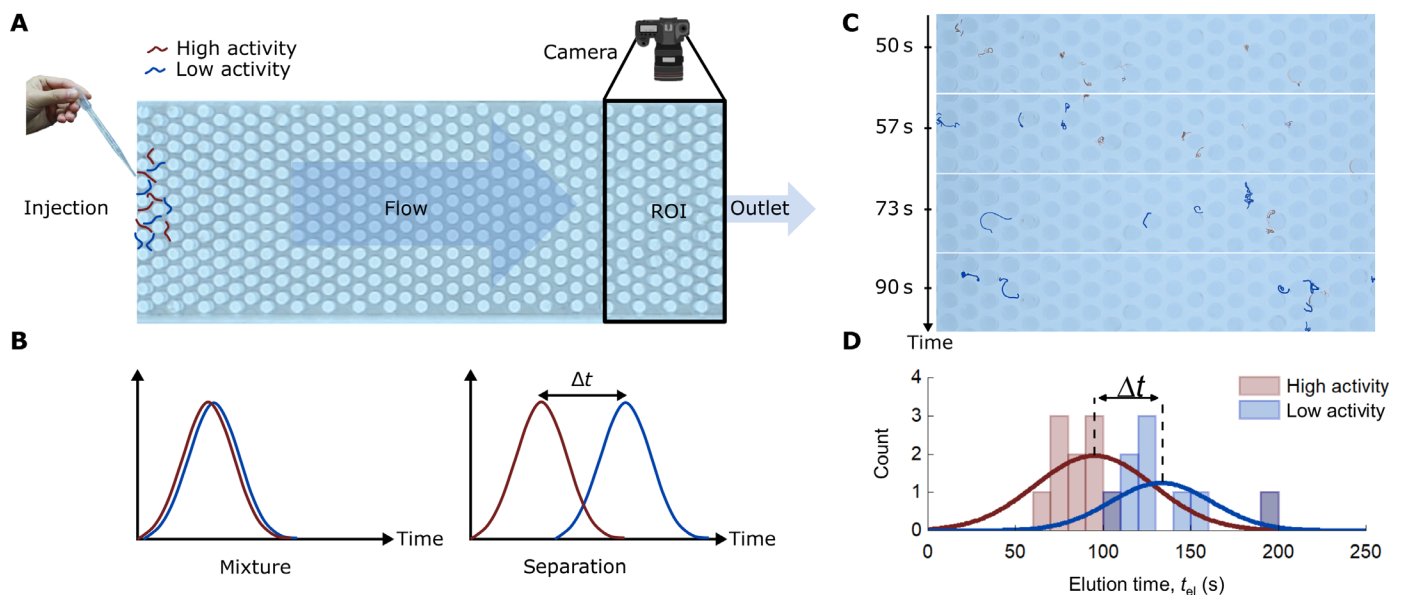 A
High activity
Low activity
Camera
Injection
Flow
ROI
Outlet
B
Δt
Time
Mixture
Time
Separation
C
50 s
57 s
73 s
90 s
Time
D
Δt
High activity
Low activity
Count
4
3
2
1
0
0 50 100 150 200 250
Elution time, tel (s)